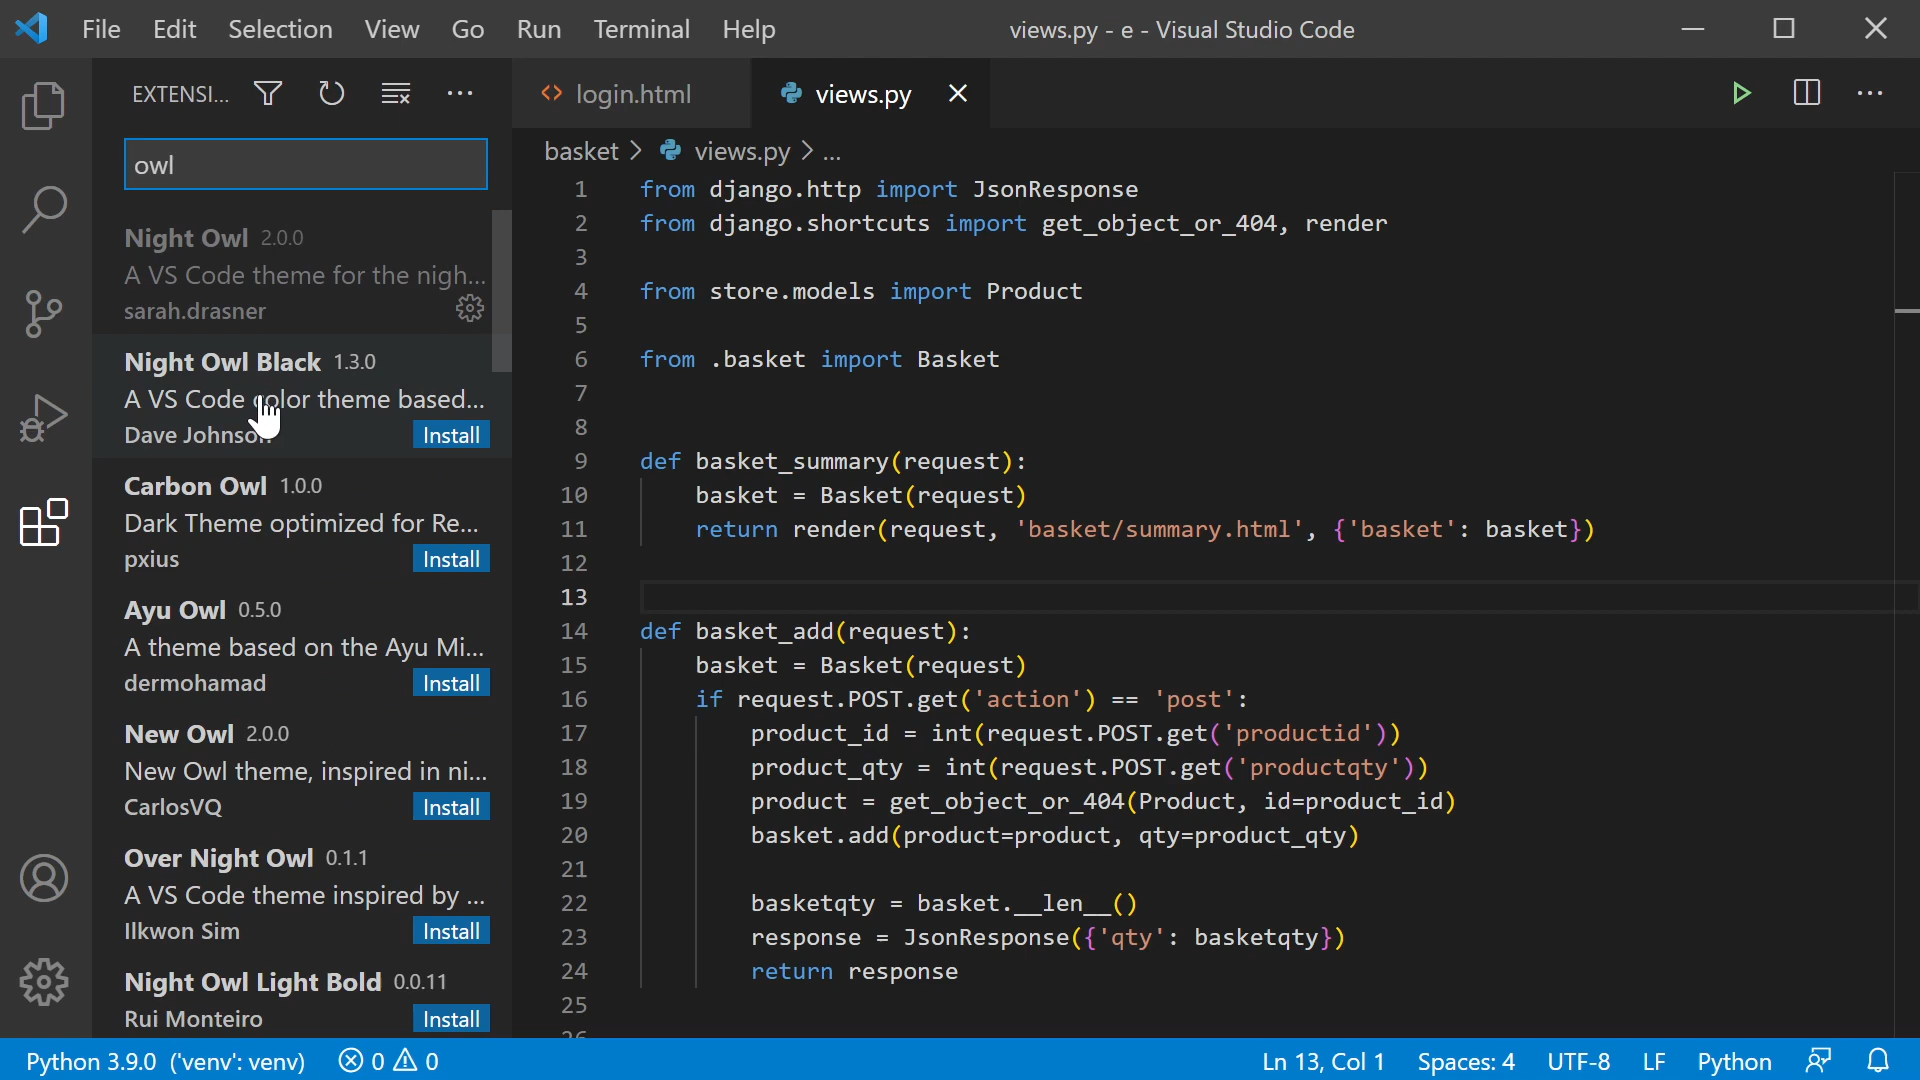 File Edit Selection View Go Run Terminal Help views.py - e - Visual Studio Code
EXTENSI...
owl
Night Owl 2.0.0
A VS Code theme for the nigh...
sarah.drasner
Night Owl Black 1.3.0
A VS Code color theme based...
Dave Johnson Install
Carbon Owl 1.0.0
Dark Theme optimized for Re...
pxius Install
Ayu Owl 0.5.0
A theme based on the Ayu Mi...
dermohamad Install
New Owl 2.0.0
New Owl theme, inspired in ni...
CarlosVQ Install
Over Night Owl 0.1.1
A VS Code theme inspired by ...
Ilkwon Sim Install
Night Owl Light Bold 0.0.11
Rui Monteiro Install
login.html views.py
basket > views.py > ...
1 from django.http import JsonResponse
2 from django.shortcuts import get_object_or_404, render
3
4 from store.models import Product
5
6 from .basket import Basket
7
8
9 def basket_summary(request):
10 basket = Basket(request)
11 return render(request, 'basket/summary.html', {'basket': basket})
12
13
14 def basket_add(request):
15 basket = Basket(request)
16 if request.POST.get('action') == 'post':
17 product_id = int(request.POST.get('productid'))
18 product_qty = int(request.POST.get('productqty'))
19 product = get_object_or_404(Product, id=product_id)
20 basket.add(product=product, qty=product_qty)
21
22 basketqty = basket.__len__()
23 response = JsonResponse({'qty': basketqty})
24 return response
25
26
Python 3.9.0 ('venv': venv) 0 0 Ln 13, Col 1 Spaces: 4 UTF-8 LF Python